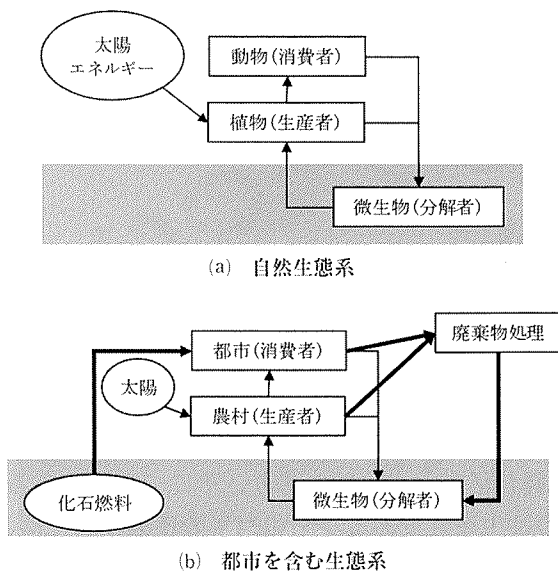 太陽
エネルギー
動物(消費者)
植物(生産者)
微生物(分解者)
(a) 自然生態系
都市(消費者)
廃棄物処理
太陽
農村(生産者)
化石燃料
微生物(分解者)
(b) 都市を含む生態系